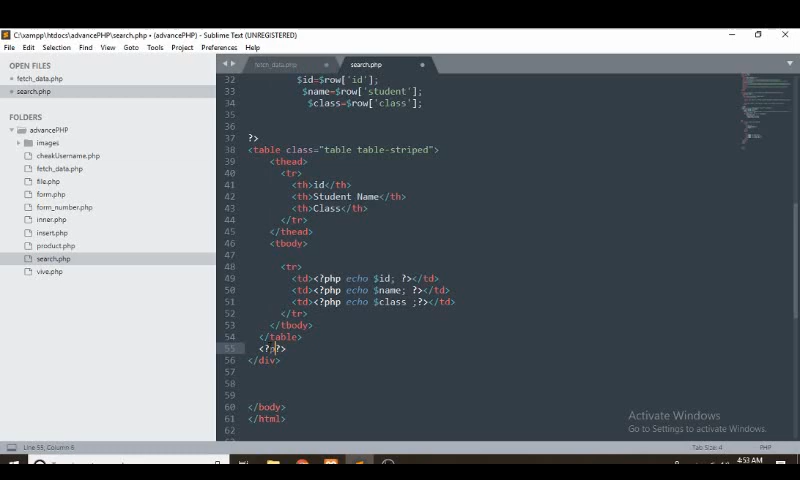 C:\xampp\htdocs\advancePHP\search.php • (advancePHP) - Sublime Text (UNREGISTERED)
File Edit Selection Find View Goto Tools Project Preferences Help
OPEN FILES
fetch_data.php
search.php
FOLDERS
advancePHP
images
cheakUsername.php
fetch_data.php
file.php
form.php
form_number.php
inner.php
insert.php
product.php
search.php
vive.php
fetch_data.php search.php
32 $id=$row['id'];
33 $name=$row['student'];
34 $class=$row['class'];
35
36
37 ?>
38 <table class="table table-striped">
39 <thead>
40 <tr>
41 <th>id</th>
42 <th>Student Name</th>
43 <th>Class</th>
44 </tr>
45 </thead>
46 <tbody>
47
48 <tr>
49 <td><?php echo $id; ?></td>
50 <td><?php echo $name; ?></td>
51 <td><?php echo $class ;?></td>
52 </tr>
53 </tbody>
54 </table>
55 <?p?>
56 </div>
57
58
59
60 </body>
61 </html>
62
Activate Windows
Go to Settings to activate Windows.
Line 55, Column 6
Tab Size: 4 PHP
4:53 AM